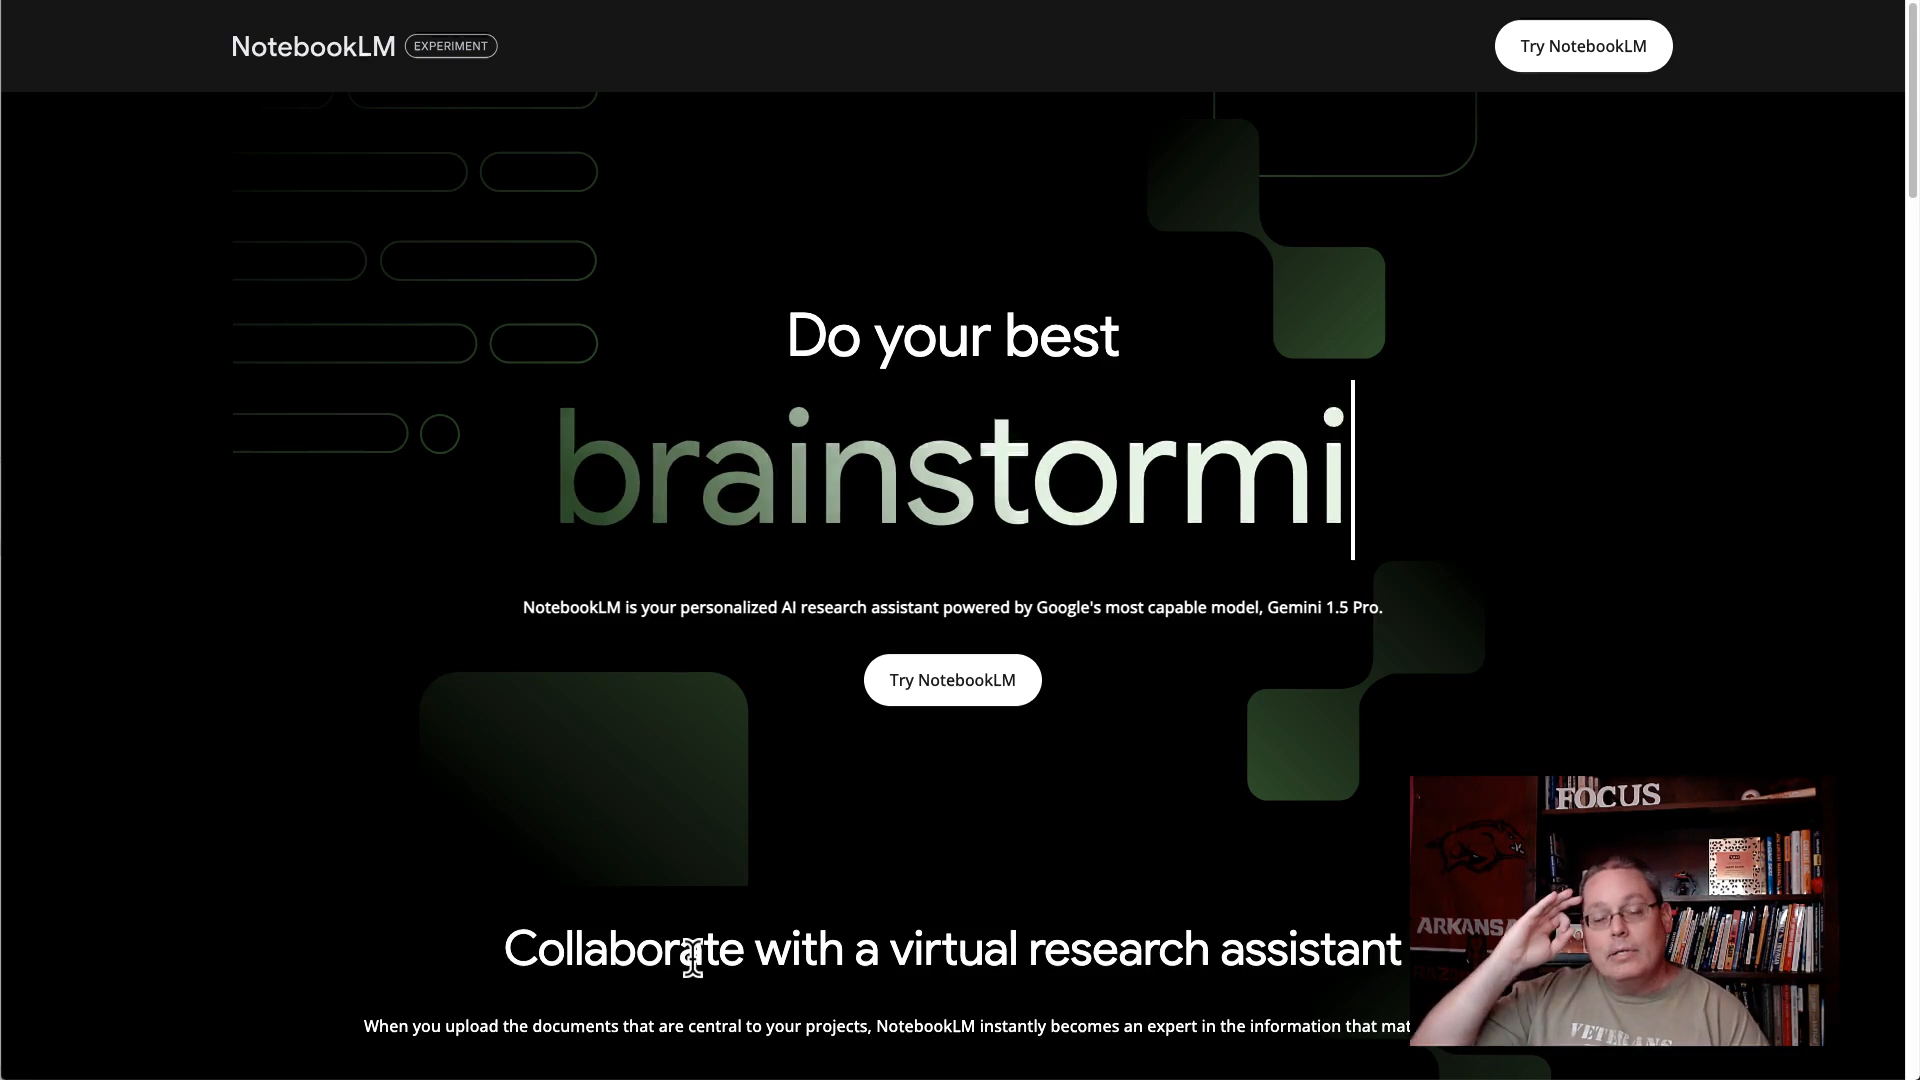 NotebookLM EXPERIMENT
Try NotebookLM
Do your best
brainstormi
NotebookLM is your personalized AI research assistant powered by Google's most capable model, Gemini 1.5 Pro.
Try NotebookLM
FOCUS
ARKANSA
Collaborate with a virtual research assistant
When you upload the documents that are central to your projects, NotebookLM instantly becomes an expert in the information that mat
VETERANS